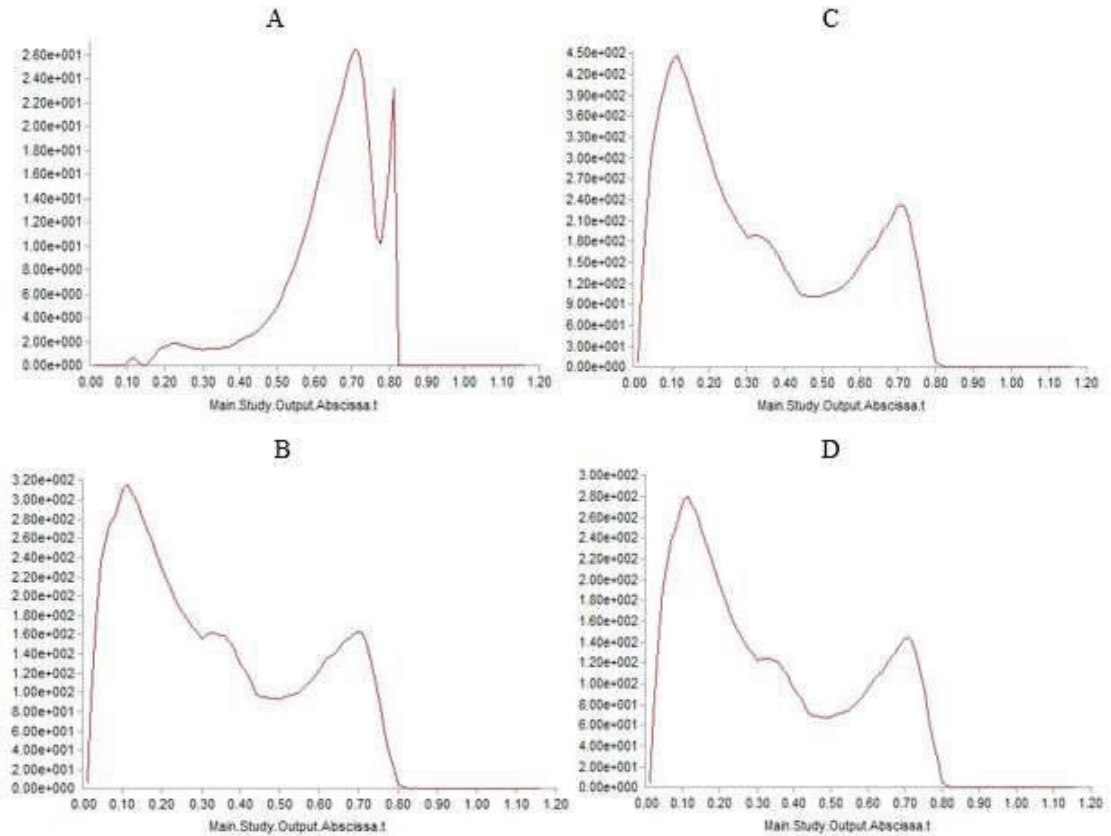 A
2.60e+001
2.40e+001
2.20e+001
2.00e+001
1.80e+001
1.60e+001
1.40e+001
1.20e+001
1.00e+001
8.00e+000
6.00e+000
4.00e+000
2.00e+000
0.00e+000
0.00 0.10 0.20 0.30 0.40 0.50 0.60 0.70 0.80 0.90 1.00 1.10 1.20
Main.Study.Output.Abscissa.t
C
4.50e+002
4.20e+002
3.90e+002
3.60e+002
3.30e+002
3.00e+002
2.70e+002
2.40e+002
2.10e+002
1.80e+002
1.50e+002
1.20e+002
9.00e+001
6.00e+001
3.00e+001
0.00e+000
0.00 0.10 0.20 0.30 0.40 0.50 0.60 0.70 0.80 0.90 1.00 1.10 1.20
Main.Study.Output.Abscissa.t
B
3.20e+002
3.00e+002
2.80e+002
2.60e+002
2.40e+002
2.20e+002
2.00e+002
1.80e+002
1.60e+002
1.40e+002
1.20e+002
1.00e+002
8.00e+001
6.00e+001
4.00e+001
2.00e+001
0.00e+000
0.00 0.10 0.20 0.30 0.40 0.50 0.60 0.70 0.80 0.90 1.00 1.10 1.20
Main.Study.Output.Abscissa.t
D
3.00e+002
2.80e+002
2.60e+002
2.40e+002
2.20e+002
2.00e+002
1.80e+002
1.60e+002
1.40e+002
1.20e+002
1.00e+002
8.00e+001
6.00e+001
4.00e+001
2.00e+001
0.00e+000
0.00 0.10 0.20 0.30 0.40 0.50 0.60 0.70 0.80 0.90 1.00 1.10 1.20
Main.Study.Output.Abscissa.t